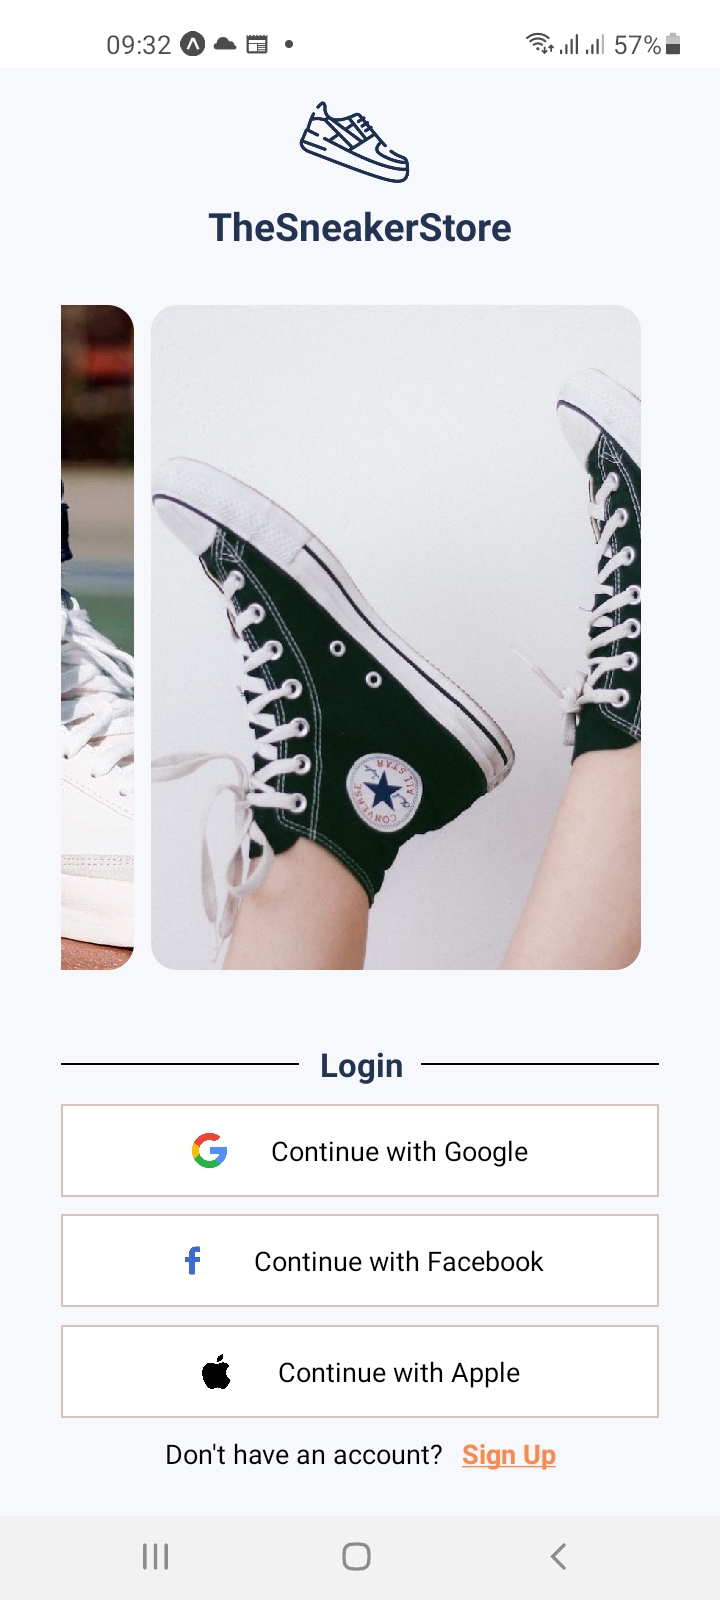 09:32 57%
TheSneakerStore
CONVERSE
ALL STAR
Login
Continue with Google
Continue with Facebook
Continue with Apple
Don't have an account? Sign Up